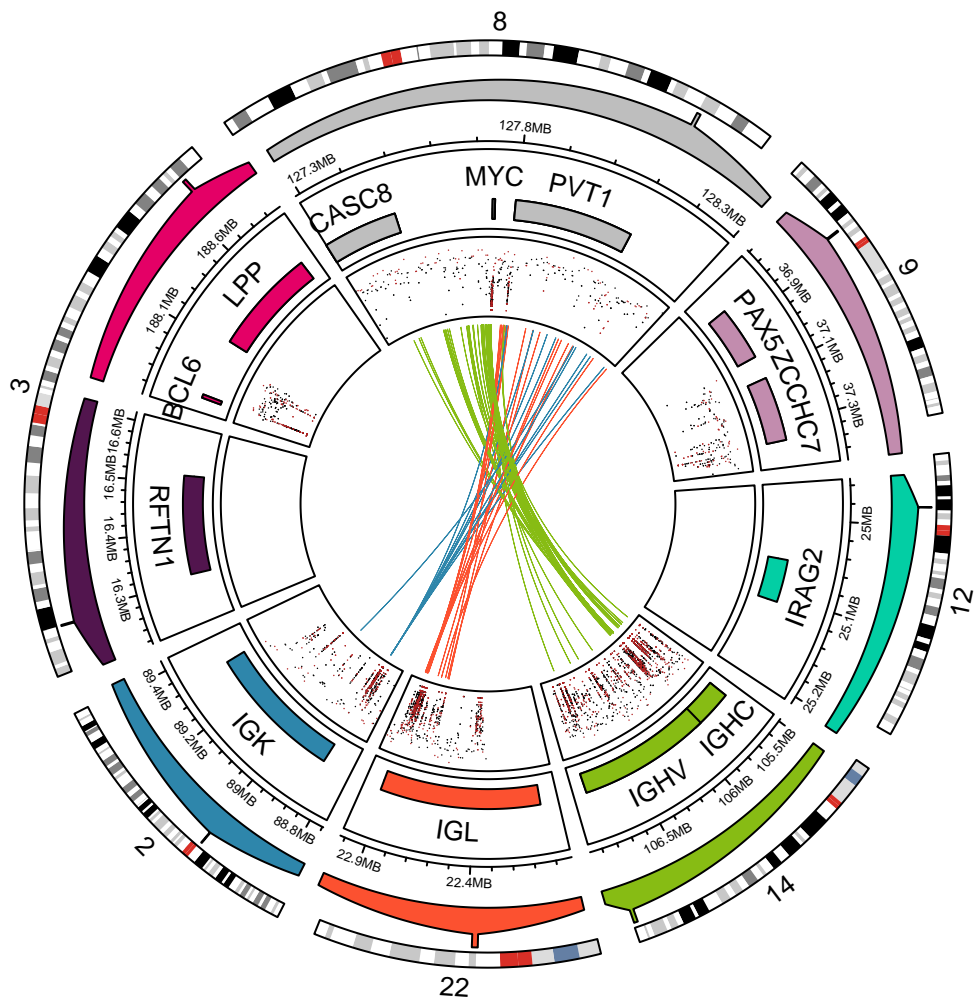 8
127.3MB
127.8MB
128.3MB
CASC8
MYC
PVT1
9
36.9MB
37.1MB
37.3MB
PAX5
ZCCHC7
12
25MB
25.1MB
25.2MB
IRAG2
14
105.5MB
106MB
106.5MB
IGHC
IGHV
22
22.4MB
22.9MB
IGL
2
88.8MB
89MB
89.2MB
89.4MB
IGK
3
16.3MB
16.4MB
16.5MB
16.6MB
RFTN1
188.1MB
188.6MB
BCL6
LPP